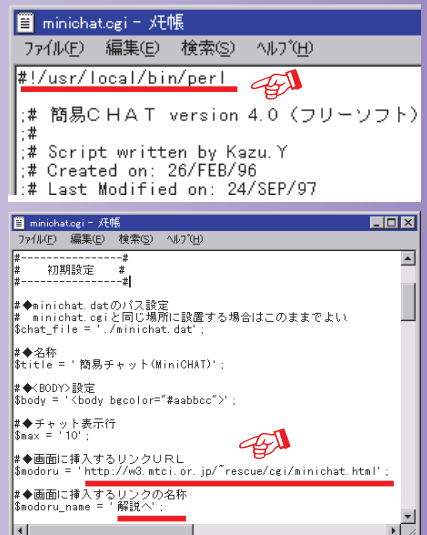 minichat.cgi - メモ帳
ファイル(F) 編集(E) 検索(S) ヘルプ(H)
#!/usr/local/bin/perl
;# 簡易ＣＨＡＴ version 4.0（フリーソフト）
;#
;# Script written by Kazu.Y
;# Created on: 26/FEB/96
;# Last Modified on: 24/SEP/97
minichat.cgi - メモ帳
ファイル(F) 編集(E) 検索(S) ヘルプ(H)
#----------------#
# 初期設定 #
#----------------#
#◆minichat.datのパス設定
# minichat.cgiと同じ場所に設置する場合はこのままでよい
$chat_file = './minichat.dat';
#◆名称
$title = '簡易チャット(MiniCHAT)';
#◆<BODY>設定
$body = '<body bgcolor="#aabbcc">';
#◆チャット表示行
$max = '10';
#◆画面に挿入するリンクＵＲＬ
$modoru = 'http://w3.mtci.or.jp/~rescue/cgi/minichat.html';
#◆画面に挿入するリンクの名称
$modoru_name = '解説へ';